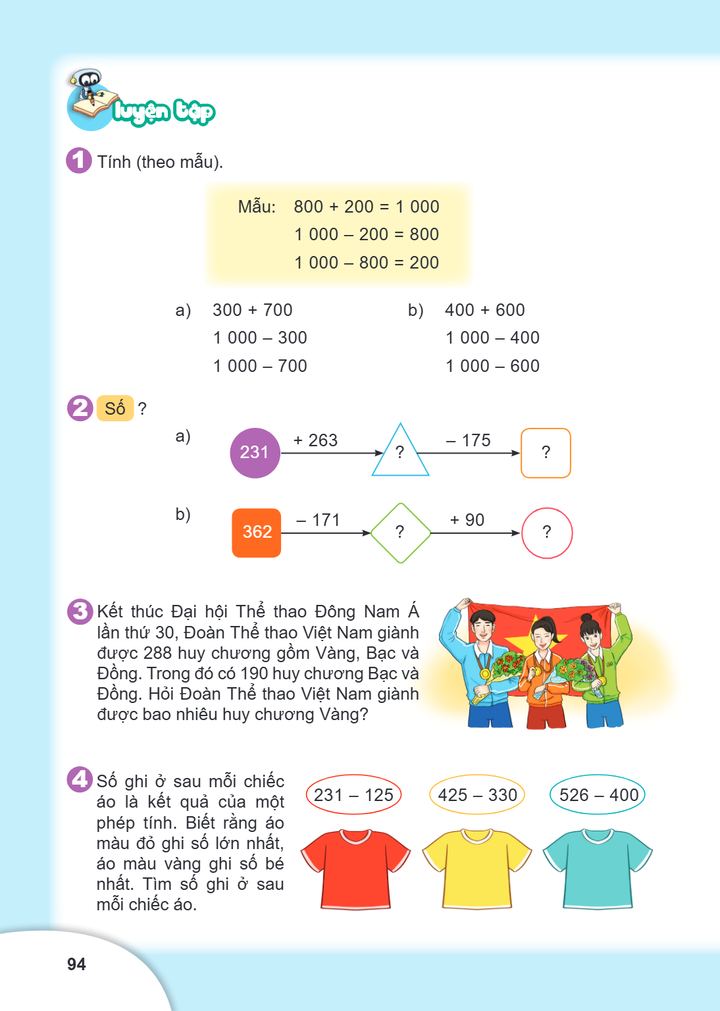 luyện tập
1 Tính (theo mẫu).
Mẫu: 800 + 200 = 1 000
1 000 – 200 = 800
1 000 – 800 = 200
a) 300 + 700
1 000 – 300
1 000 – 700
b) 400 + 600
1 000 – 400
1 000 – 600
2 Số ?
a) 231 + 263 ? – 175 ?
b) 362 – 171 ? + 90 ?
3 Kết thúc Đại hội Thể thao Đông Nam Á
lần thứ 30, Đoàn Thể thao Việt Nam giành
được 288 huy chương gồm Vàng, Bạc và
Đồng. Trong đó có 190 huy chương Bạc và
Đồng. Hỏi Đoàn Thể thao Việt Nam giành
được bao nhiêu huy chương Vàng?
4 Số ghi ở sau mỗi chiếc
áo là kết quả của một
phép tính. Biết rằng áo
màu đỏ ghi số lớn nhất,
áo màu vàng ghi số bé
nhất. Tìm số ghi ở sau
mỗi chiếc áo.
231 – 125 425 – 330 526 – 400
94